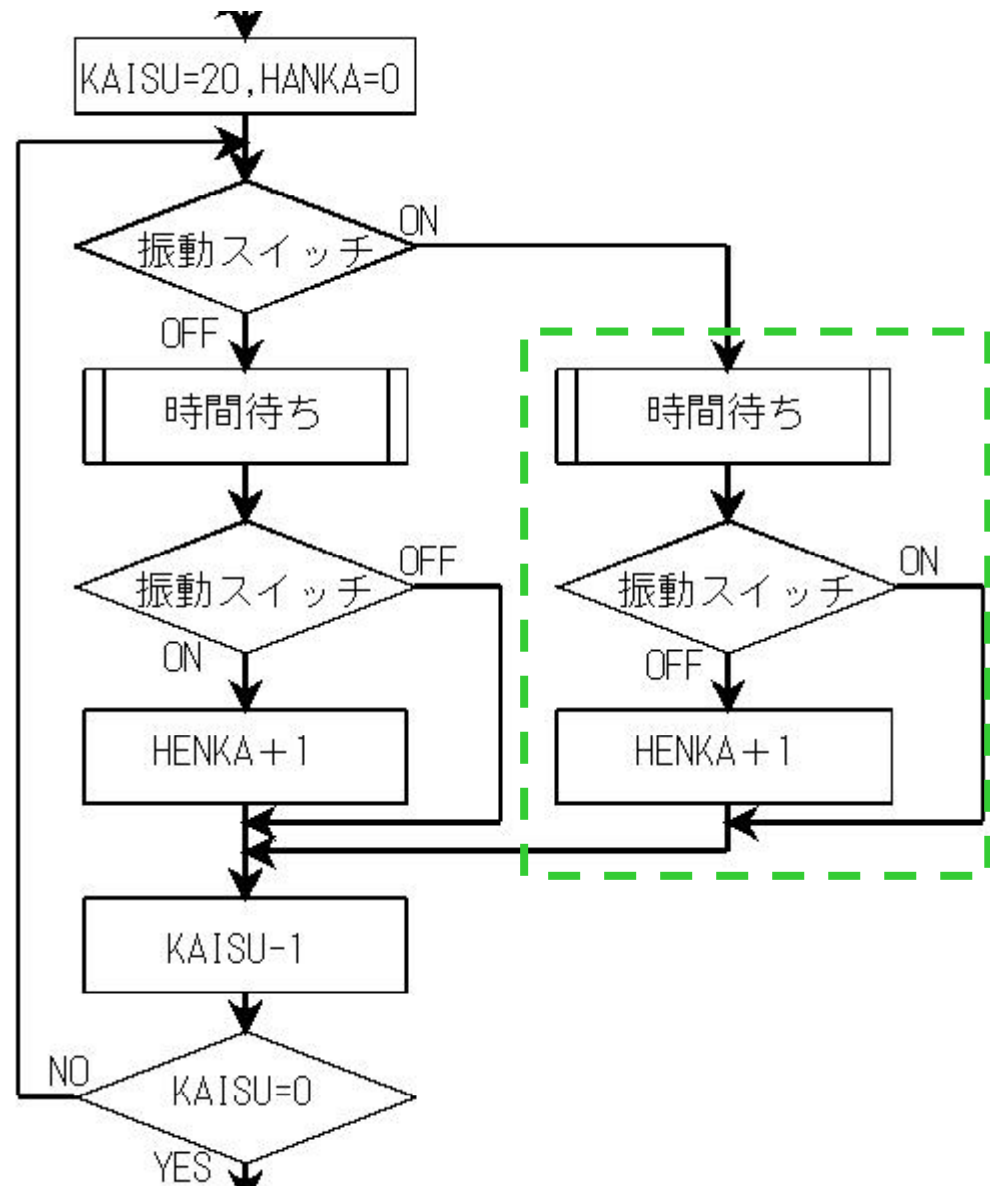 KAISU=20,HANKA=0
振動スイッチ
ON
OFF
時間待ち
時間待ち
振動スイッチ
OFF
ON
振動スイッチ
ON
OFF
HENKA+1
HENKA+1
KAISU-1
KAISU=0
NO
YES